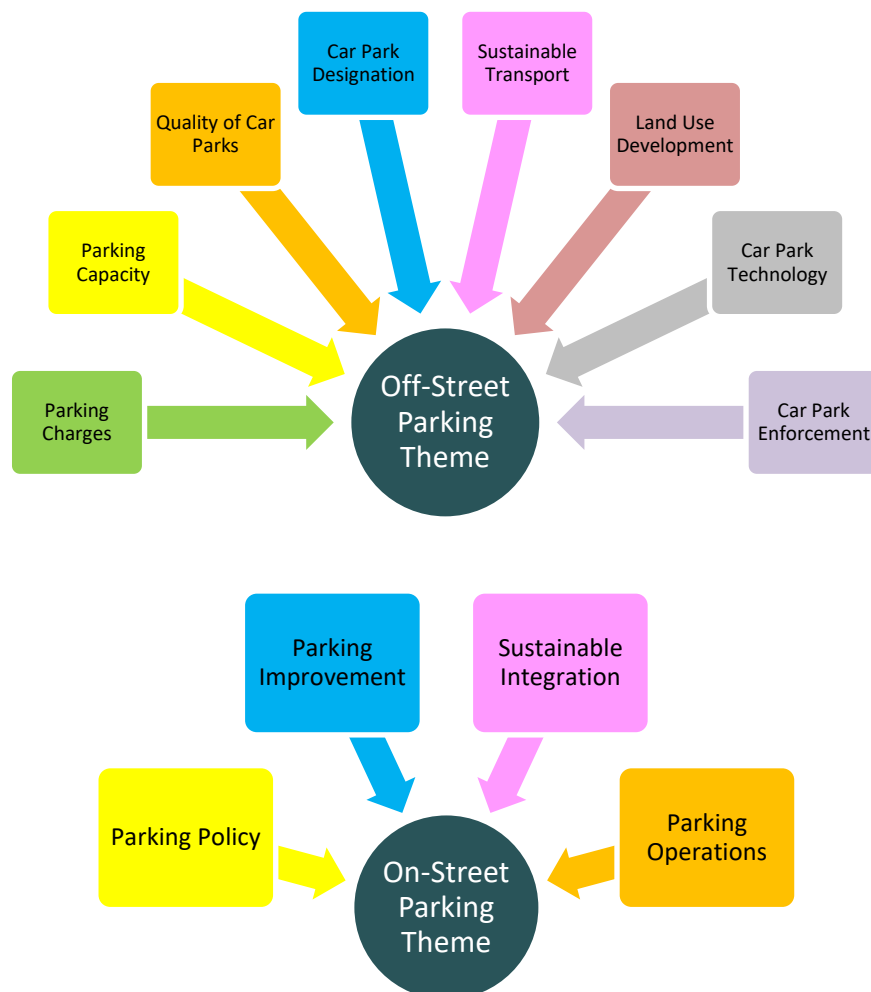 Car Park
Designation
Sustainable
Transport
Quality of Car
Parks
Land Use
Development
Parking
Capacity
Car Park
Technology
Parking
Charges
Off-Street
Parking
Theme
Car Park
Enforcement
Parking
Improvement
Sustainable
Integration
Parking Policy
Parking
Operations
On-Street
Parking
Theme